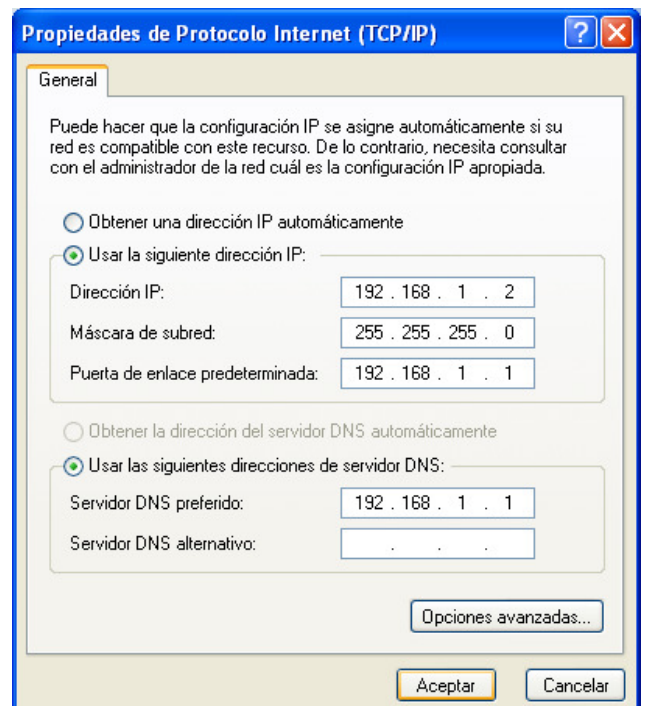 Propiedades de Protocolo Internet (TCP/IP)
General
Puede hacer que la configuración IP se asigne automáticamente si su
red es compatible con este recurso. De lo contrario, necesita consultar
con el administrador de la red cuál es la configuración IP apropiada.
Obtener una dirección IP automáticamente
Usar la siguiente dirección IP:
Dirección IP: 192 . 168 . 1 . 2
Máscara de subred: 255 . 255 . 255 . 0
Puerta de enlace predeterminada: 192 . 168 . 1 . 1
Obtener la dirección del servidor DNS automáticamente
Usar las siguientes direcciones de servidor DNS:
Servidor DNS preferido: 192 . 168 . 1 . 1
Servidor DNS alternativo: . . .
Opciones avanzadas...
Aceptar Cancelar